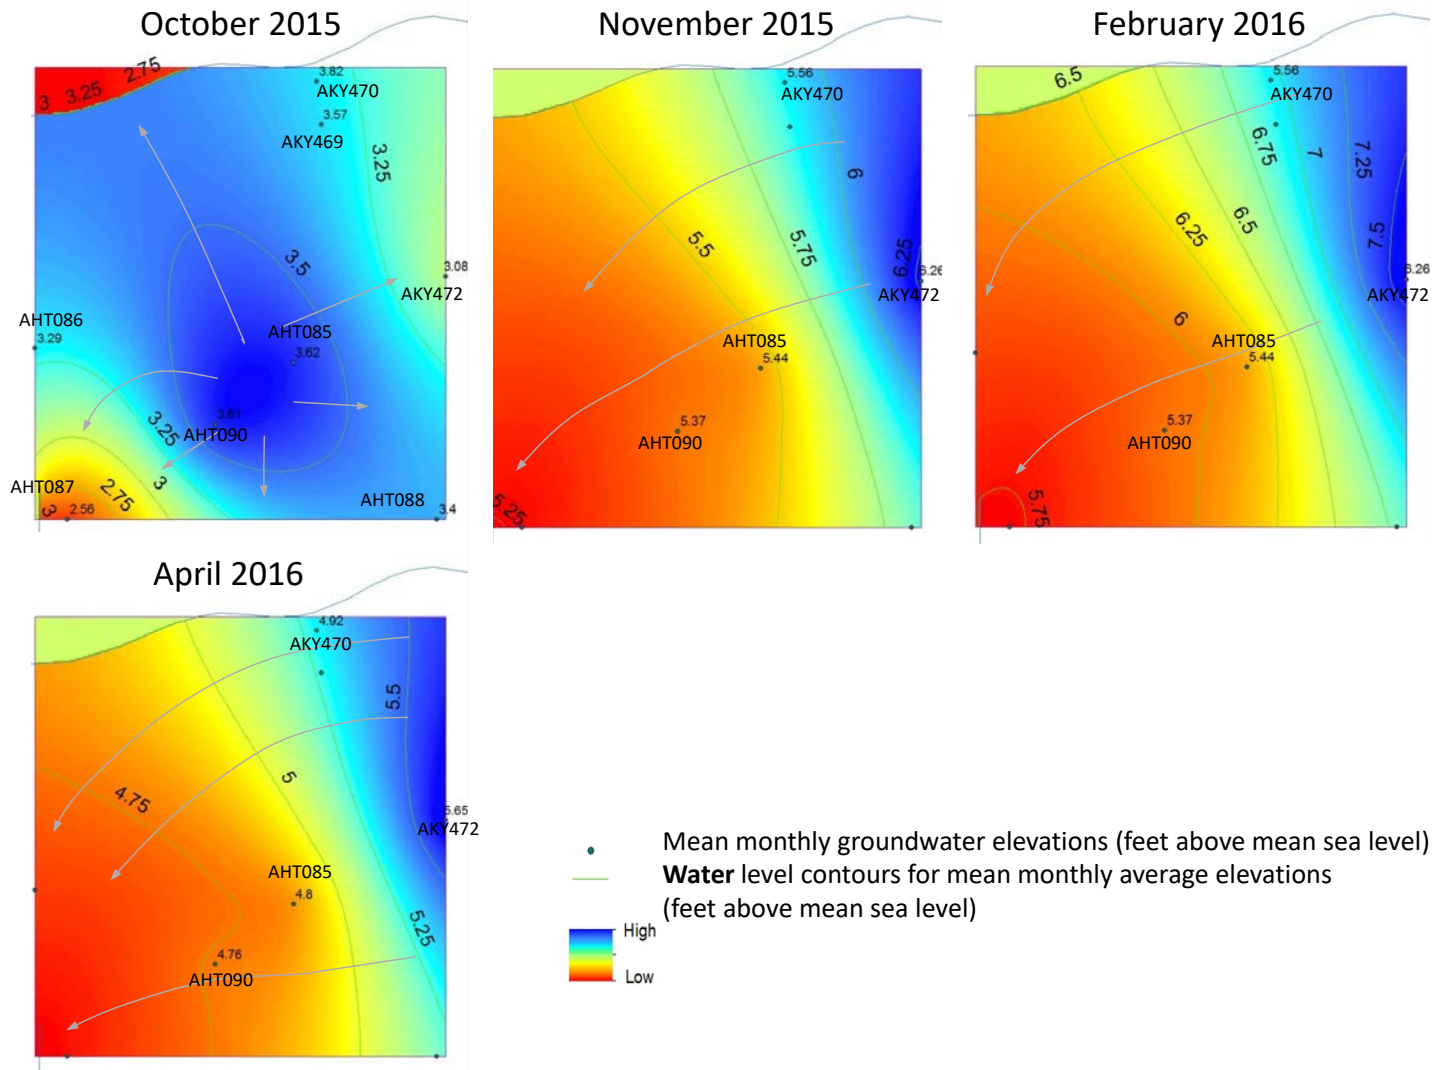 October 2015
November 2015
February 2016
3
3.25
2.75
3.82
AKY470
3.57
AKY469
3.25
3.5
3.08
AKY472
AHT086
3.29
AHT085
3.62
3.61
AHT090
3.25
3
AHT087
2.75
3
2.56
AHT088
3.4
5.56
AKY470
6
5.5
5.75
6.25
6.26
AKY472
AHT085
5.44
5.37
AHT090
5.25
6.5
5.56
AKY470
6.75
7
7.25
6.25
6.5
7.5
6.26
AKY472
6
AHT085
5.44
5.37
AHT090
5.75
April 2016
4.92
AKY470
5.5
5
4.75
5.65
AKY472
AHT085
4.8
5.25
4.76
AHT090
Mean monthly groundwater elevations (feet above mean sea level)
Water level contours for mean monthly average elevations
(feet above mean sea level)
High
Low